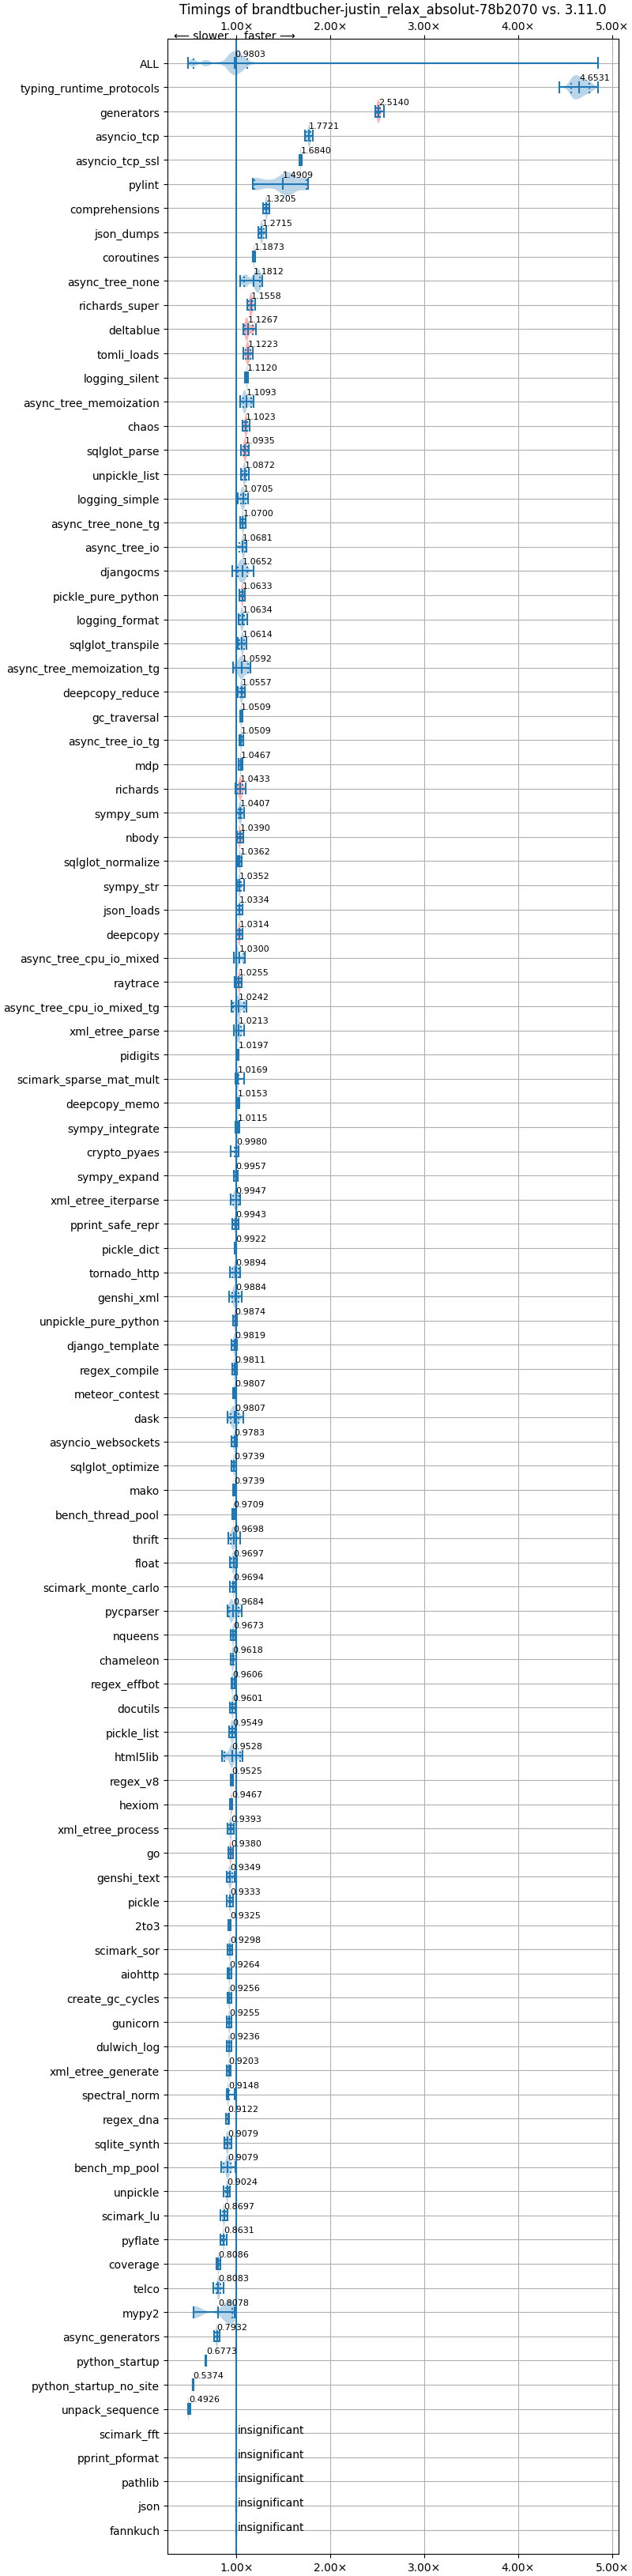 Timings of brandtbucher-justin_relax_absolut-78b2070 vs. 3.11.0
1.00× 2.00× 3.00× 4.00× 5.00×
⟵ slower faster ⟶
ALL 0.9803
typing_runtime_protocols 4.6531
generators 2.5140
asyncio_tcp 1.7721
asyncio_tcp_ssl 1.6840
pylint 1.4909
comprehensions 1.3205
json_dumps 1.2715
coroutines 1.1873
async_tree_none 1.1812
richards_super 1.1558
deltablue 1.1267
tomli_loads 1.1223
logging_silent 1.1120
async_tree_memoization 1.1093
chaos 1.1023
sqlglot_parse 1.0935
unpickle_list 1.0872
logging_simple 1.0705
async_tree_none_tg 1.0700
async_tree_io 1.0681
djangocms 1.0652
pickle_pure_python 1.0633
logging_format 1.0634
sqlglot_transpile 1.0614
async_tree_memoization_tg 1.0592
deepcopy_reduce 1.0557
gc_traversal 1.0509
async_tree_io_tg 1.0509
mdp 1.0467
richards 1.0433
sympy_sum 1.0407
nbody 1.0390
sqlglot_normalize 1.0362
sympy_str 1.0352
json_loads 1.0334
deepcopy 1.0314
async_tree_cpu_io_mixed 1.0300
raytrace 1.0255
async_tree_cpu_io_mixed_tg 1.0242
xml_etree_parse 1.0213
pidigits 1.0197
scimark_sparse_mat_mult 1.0169
deepcopy_memo 1.0153
sympy_integrate 1.0115
crypto_pyaes 0.9980
sympy_expand 0.9957
xml_etree_iterparse 0.9947
pprint_safe_repr 0.9943
pickle_dict 0.9922
tornado_http 0.9894
genshi_xml 0.9884
unpickle_pure_python 0.9874
django_template 0.9819
regex_compile 0.9811
meteor_contest 0.9807
dask 0.9807
asyncio_websockets 0.9783
sqlglot_optimize 0.9739
mako 0.9739
bench_thread_pool 0.9709
thrift 0.9698
float 0.9697
scimark_monte_carlo 0.9694
pycparser 0.9684
nqueens 0.9673
chameleon 0.9618
regex_effbot 0.9606
docutils 0.9601
pickle_list 0.9549
html5lib 0.9528
regex_v8 0.9525
hexiom 0.9467
xml_etree_process 0.9393
go 0.9380
genshi_text 0.9349
pickle 0.9333
2to3 0.9325
scimark_sor 0.9298
aiohttp 0.9264
create_gc_cycles 0.9256
gunicorn 0.9255
dulwich_log 0.9236
xml_etree_generate 0.9203
spectral_norm 0.9148
regex_dna 0.9122
sqlite_synth 0.9079
bench_mp_pool 0.9079
unpickle 0.9024
scimark_lu 0.8697
pyflate 0.8631
coverage 0.8086
telco 0.8083
mypy2 0.8078
async_generators 0.7932
python_startup 0.6773
python_startup_no_site 0.5374
unpack_sequence 0.4926
scimark_fft insignificant
pprint_pformat insignificant
pathlib insignificant
json insignificant
fannkuch insignificant
1.00× 2.00× 3.00× 4.00× 5.00×